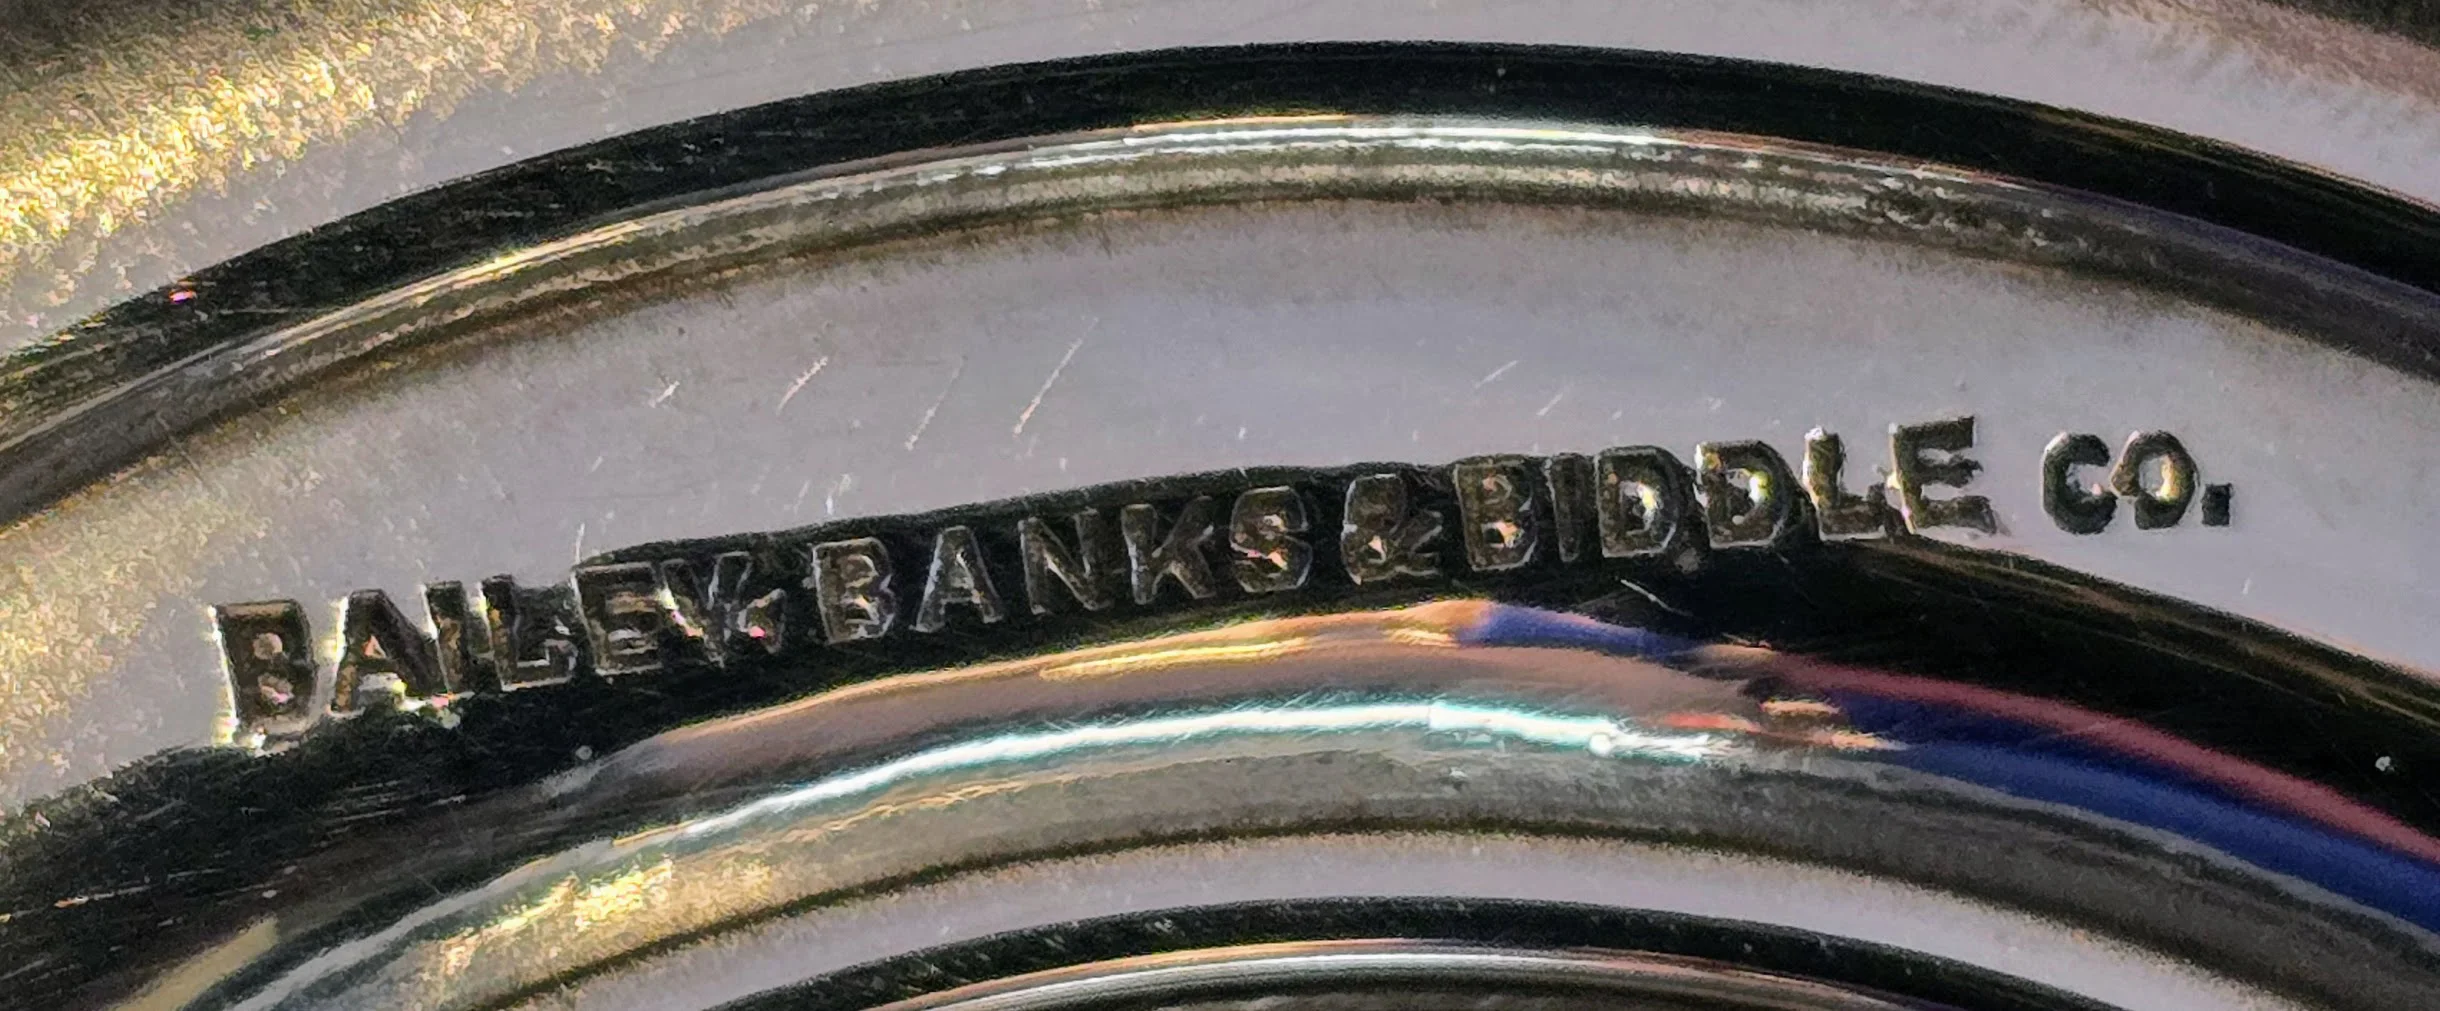 BAILEY, BANKS & BIDDLE CO.